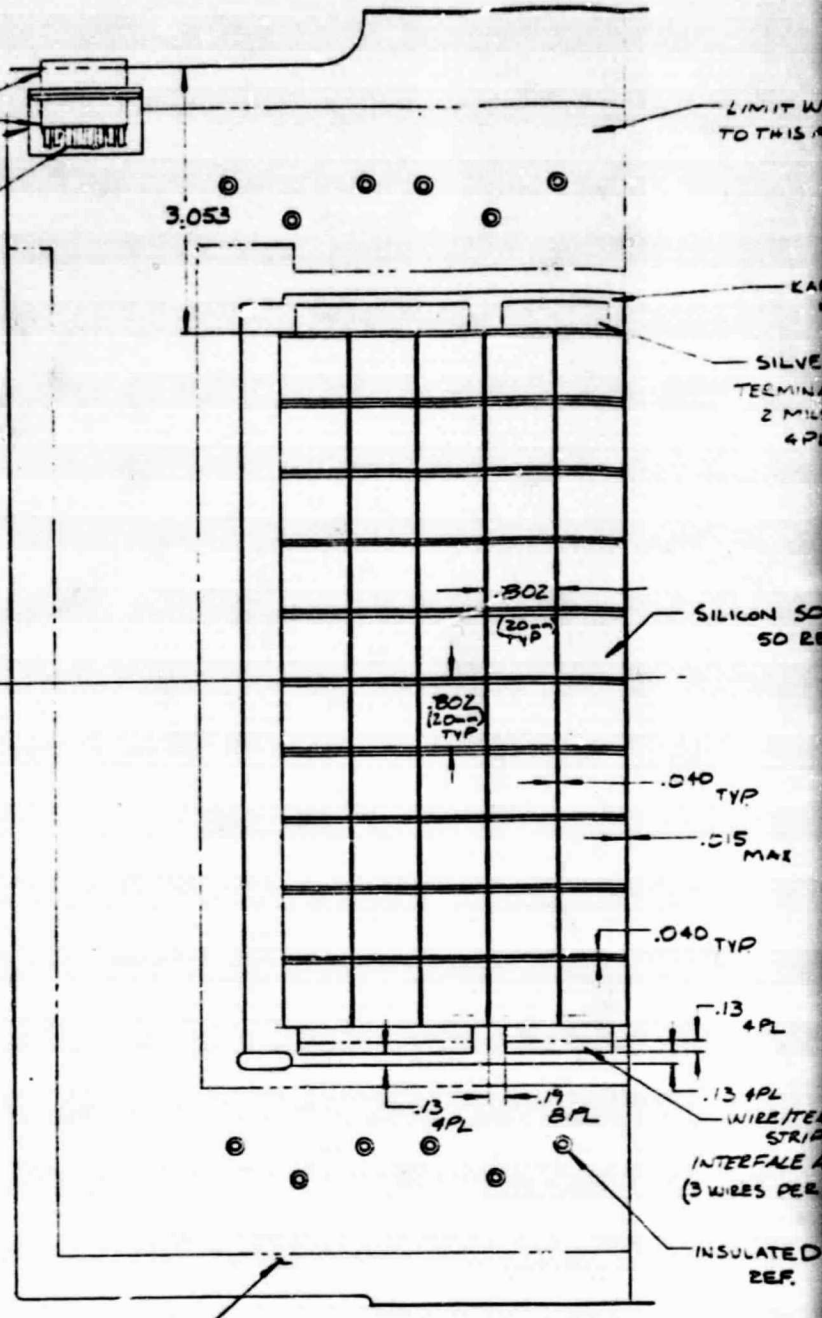 LIMIT W
TO THIS
3.053
KA
SILVE
TERMINA
2 MIL
4PL
.802
(20mm)
TYP
SILICON SO
50 RE
.802
(20mm)
TYP
.040 TYP.
.015 MAX
.040 TYP.
.13
4PL
.13 4PL
.13
4PL
.19
8PL
WIRE/TE
STRIP
INTERFACE A
(3 WIRES PER
INSULATED
REF.